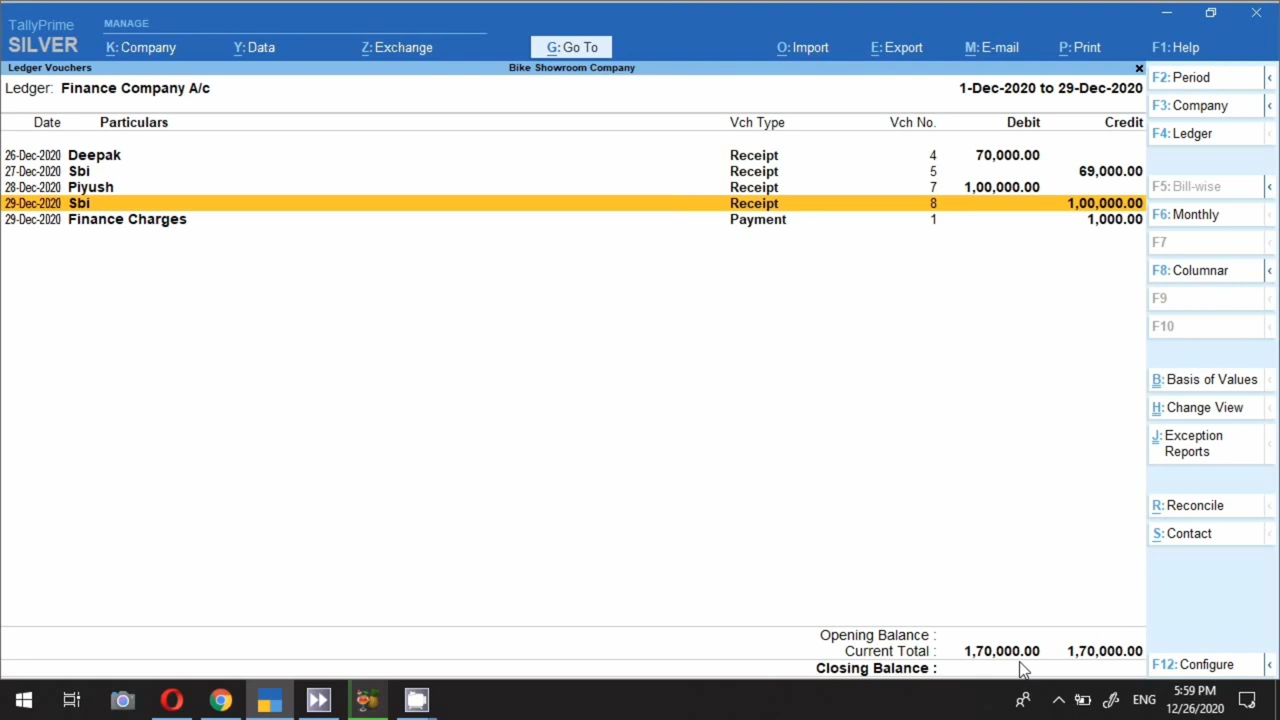 TallyPrime
SILVER
MANAGE
K: Company Y: Data Z: Exchange G: Go To O: Import E: Export M: E-mail P: Print F1: Help
Ledger Vouchers Bike Showroom Company
Ledger: Finance Company A/c 1-Dec-2020 to 29-Dec-2020
Date Particulars Vch Type Vch No. Debit Credit
26-Dec-2020 Deepak Receipt 4 70,000.00
27-Dec-2020 Sbi Receipt 5 69,000.00
28-Dec-2020 Piyush Receipt 7 1,00,000.00
29-Dec-2020 Sbi Receipt 8 1,00,000.00
29-Dec-2020 Finance Charges Payment 1 1,000.00
Opening Balance :
Current Total : 1,70,000.00 1,70,000.00
Closing Balance :
F2: Period
F3: Company
F4: Ledger
F5: Bill-wise
F6: Monthly
F7
F8: Columnar
F9
F10
B: Basis of Values
H: Change View
J: Exception
Reports
R: Reconcile
S: Contact
F12: Configure
ENG
5:59 PM
12/26/2020